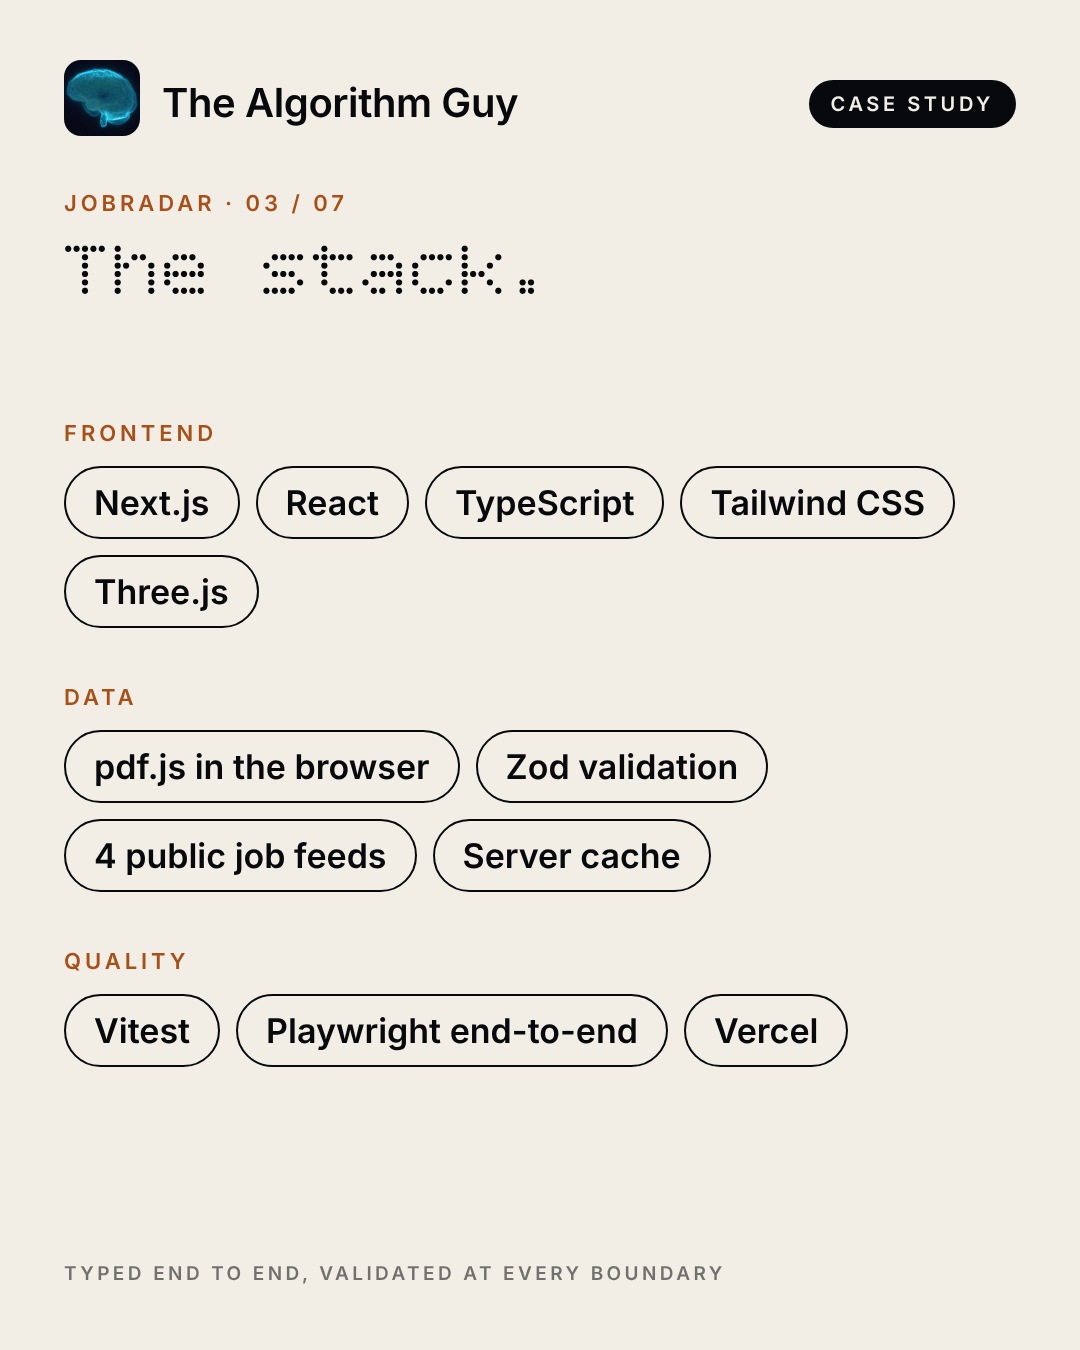 The Algorithm Guy
CASE STUDY
JOBRADAR · 03 / 07
The stack.
FRONTEND
Next.js
React
TypeScript
Tailwind CSS
Three.js
DATA
pdf.js in the browser
Zod validation
4 public job feeds
Server cache
QUALITY
Vitest
Playwright end-to-end
Vercel
TYPED END TO END, VALIDATED AT EVERY BOUNDARY